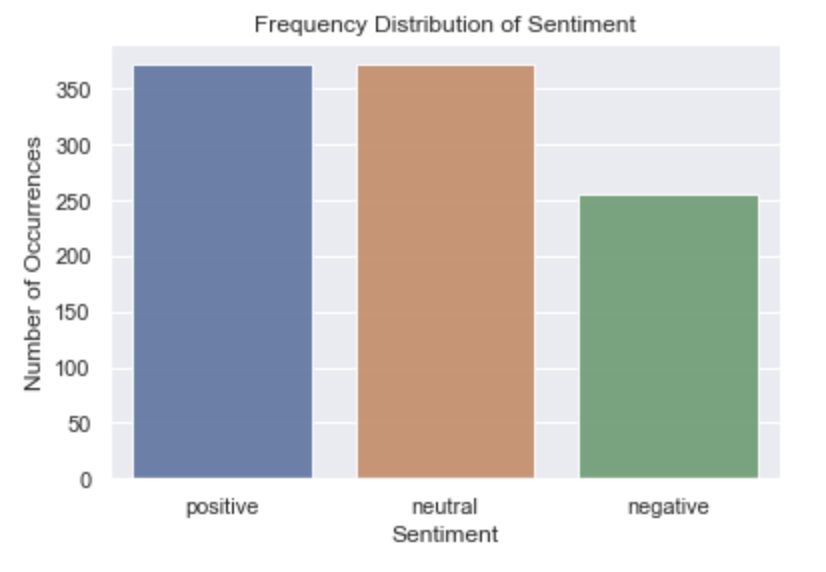 Frequency Distribution of Sentiment
Number of Occurrences
350
300
250
200
150
100
50
0
positive neutral negative
Sentiment